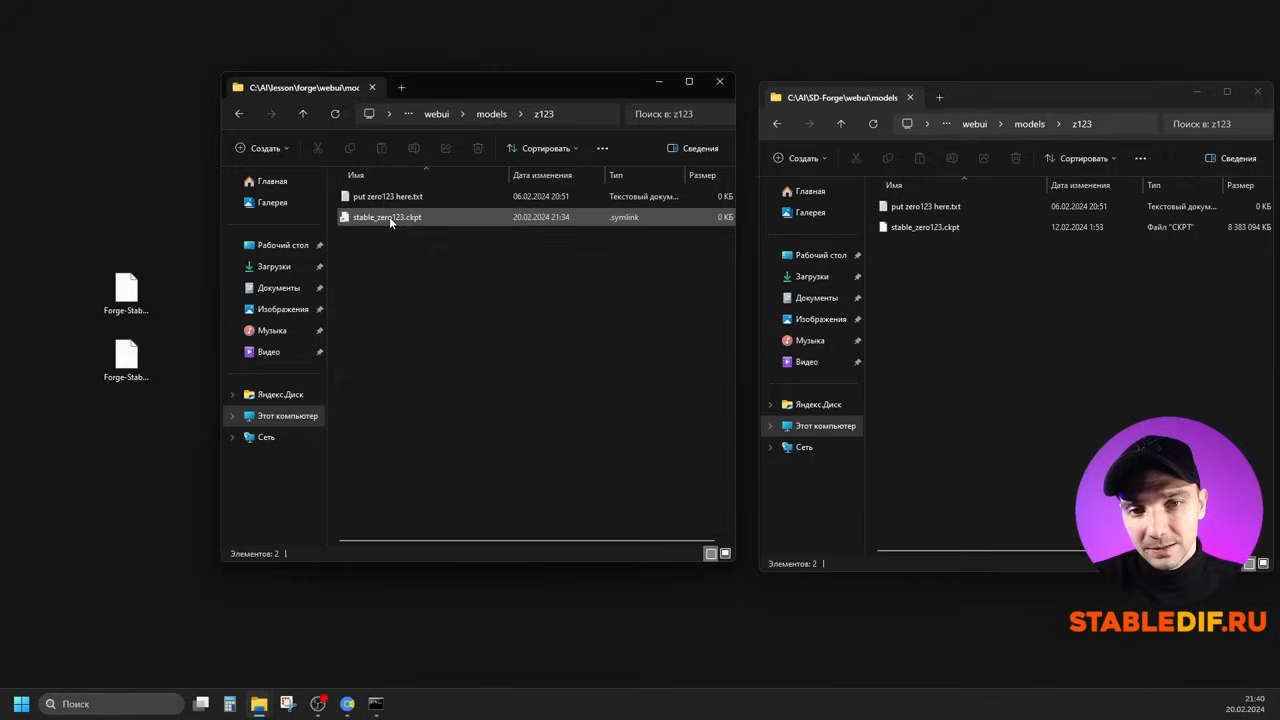 C:\AI\lesson\forge\webui\moc
webui
models
z123
Поиск в: z123
Создать
Сортировать
Сведения
Имя
Дата изменения
Тип
Размер
Главная
Галерея
Рабочий стол
Загрузки
Документы
Изображения
Музыка
Видео
Яндекс.Диск
Этот компьютер
Сеть
put zero123 here.txt 06.02.2024 20:51 Текстовый докум... 0 КБ
stable_zero123.ckpt 20.02.2024 21:34 .symlink 0 КБ
Элементов: 2
C:\AI\SD-Forge\webui\models
webui
models
z123
Поиск в: z123
Создать
Сортировать
Сведения
Имя
Дата изменения
Тип
Размер
Главная
Галерея
Рабочий стол
Загрузки
Документы
Изображения
Музыка
Видео
Яндекс.Диск
Этот компьютер
Сеть
put zero123 here.txt 06.02.2024 20:51 Текстовый докум... 0 КБ
stable_zero123.ckpt 12.02.2024 1:53 Файл "CKPT" 8 383 094 КБ
Элементов: 2
Forge-Stab...
Forge-Stab...
STABLEDIF.RU
Поиск
21:40
20.02.2024